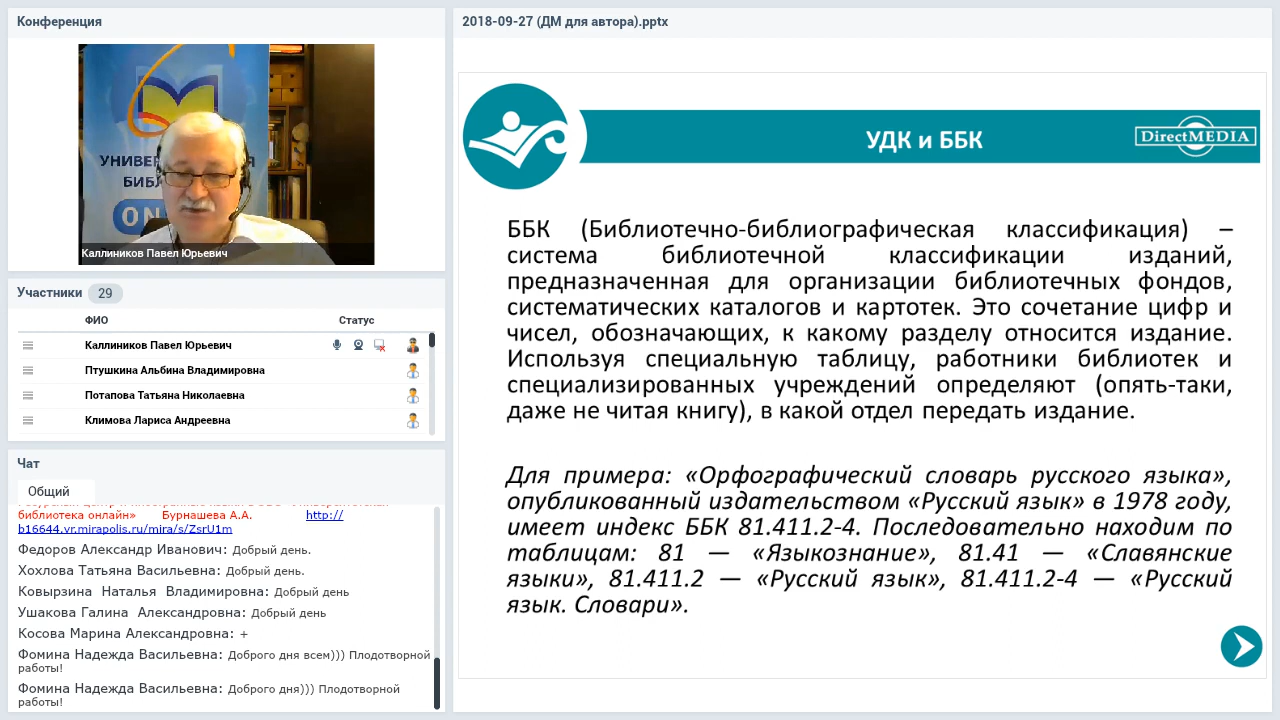 Конференция
УНИВЕР
БИБЛ
ON
Каллиников Павел Юрьевич
Участники 29
ФИО Статус
Каллиников Павел Юрьевич
Птушкина Альбина Владимировна
Потапова Татьяна Николаевна
Климова Лариса Андреевна
Чат
Общий
библиотека онлайн» Бурнашева А.А. http://
b16644.vr.mirapolis.ru/mira/s/ZsrU1m
Федоров Александр Иванович: Добрый день.
Хохлова Татьяна Васильевна: Добрый день.
Ковырзина Наталья Владимировна: Добрый день
Ушакова Галина Александровна: Добрый день
Косова Марина Александровна: +
Фомина Надежда Васильевна: Доброго дня всем))) Плодотворной
работы!
Фомина Надежда Васильевна: Доброго дня))) Плодотворной
работы!
2018-09-27 (ДМ для автора).pptx
УДК и ББК
DirectMEDIA
ББК (Библиотечно-библиографическая классификация) –
система библиотечной классификации изданий,
предназначенная для организации библиотечных фондов,
систематических каталогов и картотек. Это сочетание цифр и
чисел, обозначающих, к какому разделу относится издание.
Используя специальную таблицу, работники библиотек и
специализированных учреждений определяют (опять-таки,
даже не читая книгу), в какой отдел передать издание.
Для примера: «Орфографический словарь русского языка»,
опубликованный издательством «Русский язык» в 1978 году,
имеет индекс ББК 81.411.2-4. Последовательно находим по
таблицам: 81 — «Языкознание», 81.41 — «Славянские
языки», 81.411.2 — «Русский язык», 81.411.2-4 — «Русский
язык. Словари».